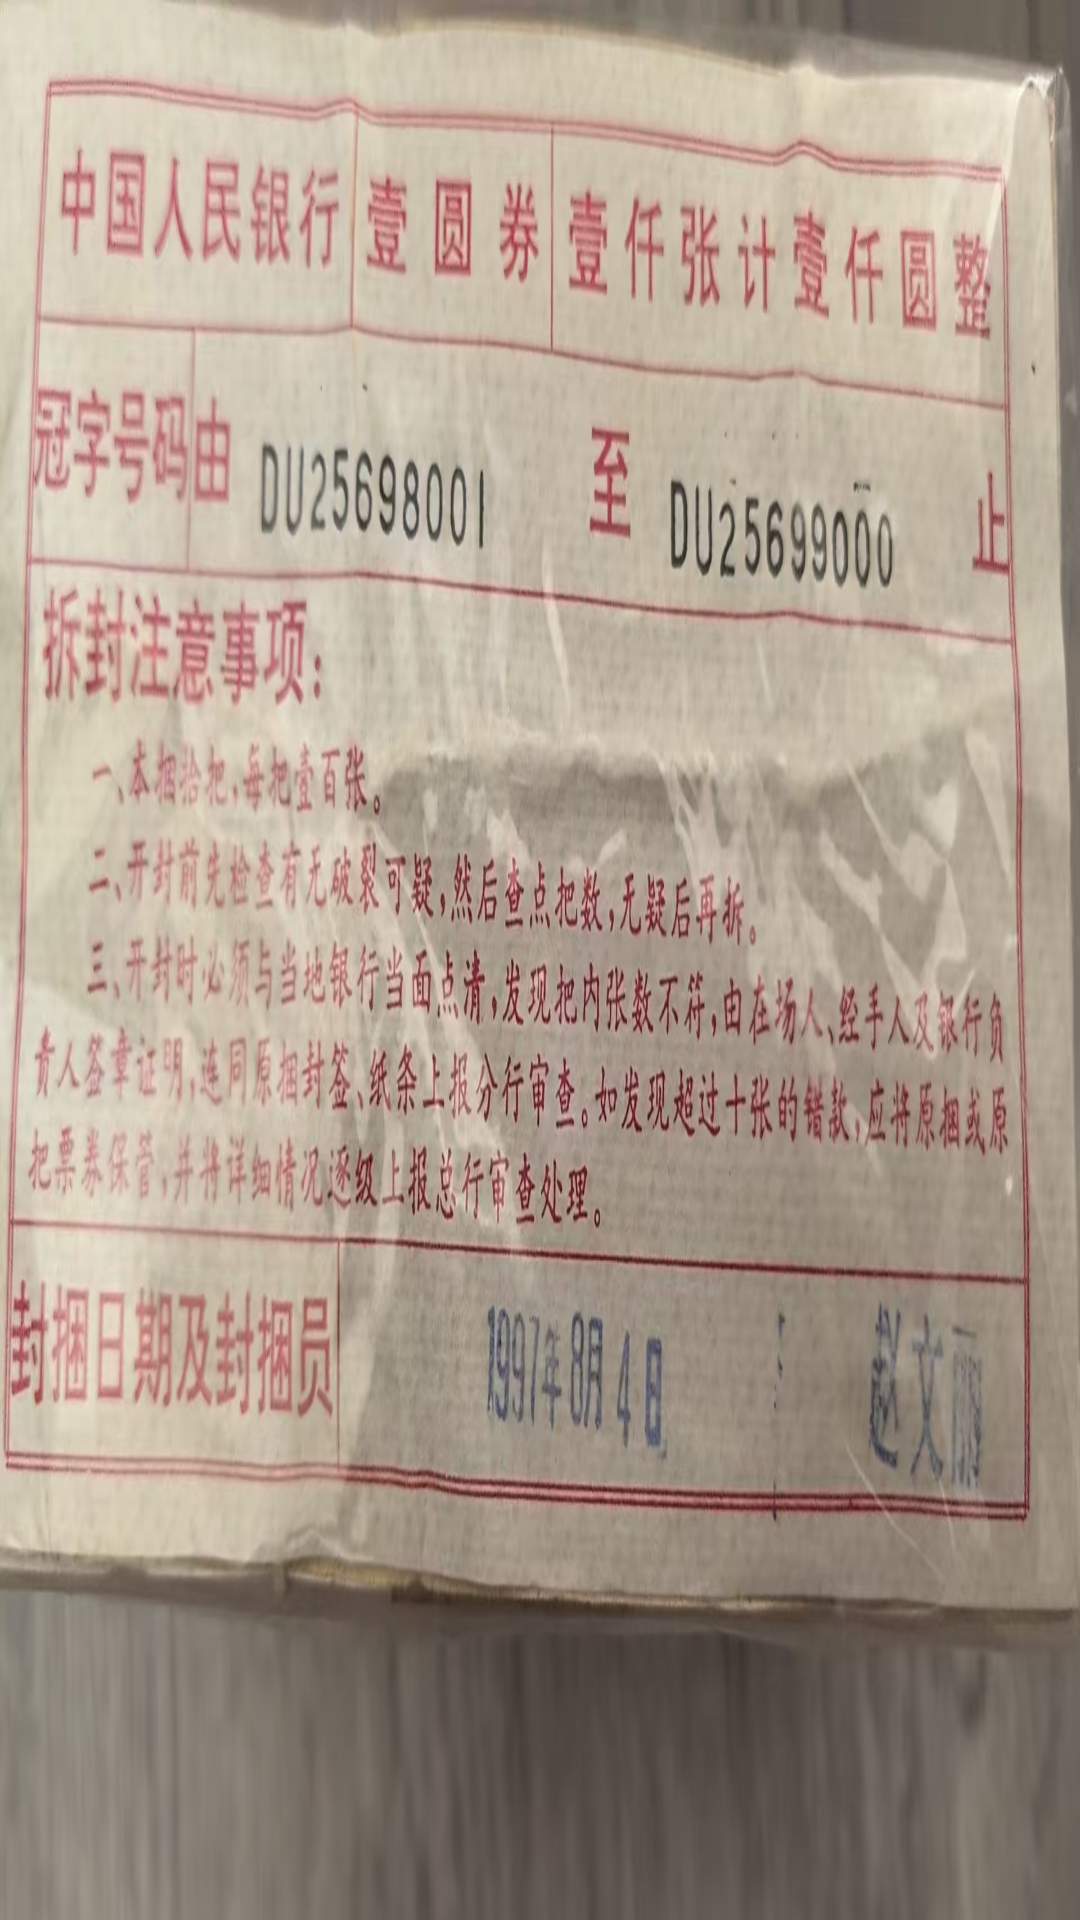 中国人民银行 壹圆券 壹仟张计壹仟圆整
冠字号码 由 DU25698001 至 DU25699000 止
拆封注意事项：
一、本捆拾把，每把壹百张。
二、开封前先检查有无破裂可疑，然后查点把数，无疑后再拆。
三、开封时必须与当地银行当面点清，发现把内张数不符，由在场人、经手人及银行负
责人签章证明，连同原捆封签、纸条上报分行审查。如发现超过十张的错款，应将原捆或原
把票券保管，并将详细情况逐级上报总行审查处理。
封捆日期及封捆员 1997年8月4日 赵文丽